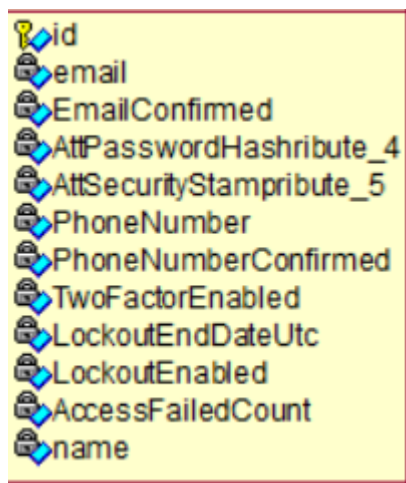 id
email
EmailConfirmed
AttPasswordHashribute_4
AttSecurityStampribute_5
PhoneNumber
PhoneNumberConfirmed
TwoFactorEnabled
LockoutEndDateUtc
LockoutEnabled
AccessFailedCount
name